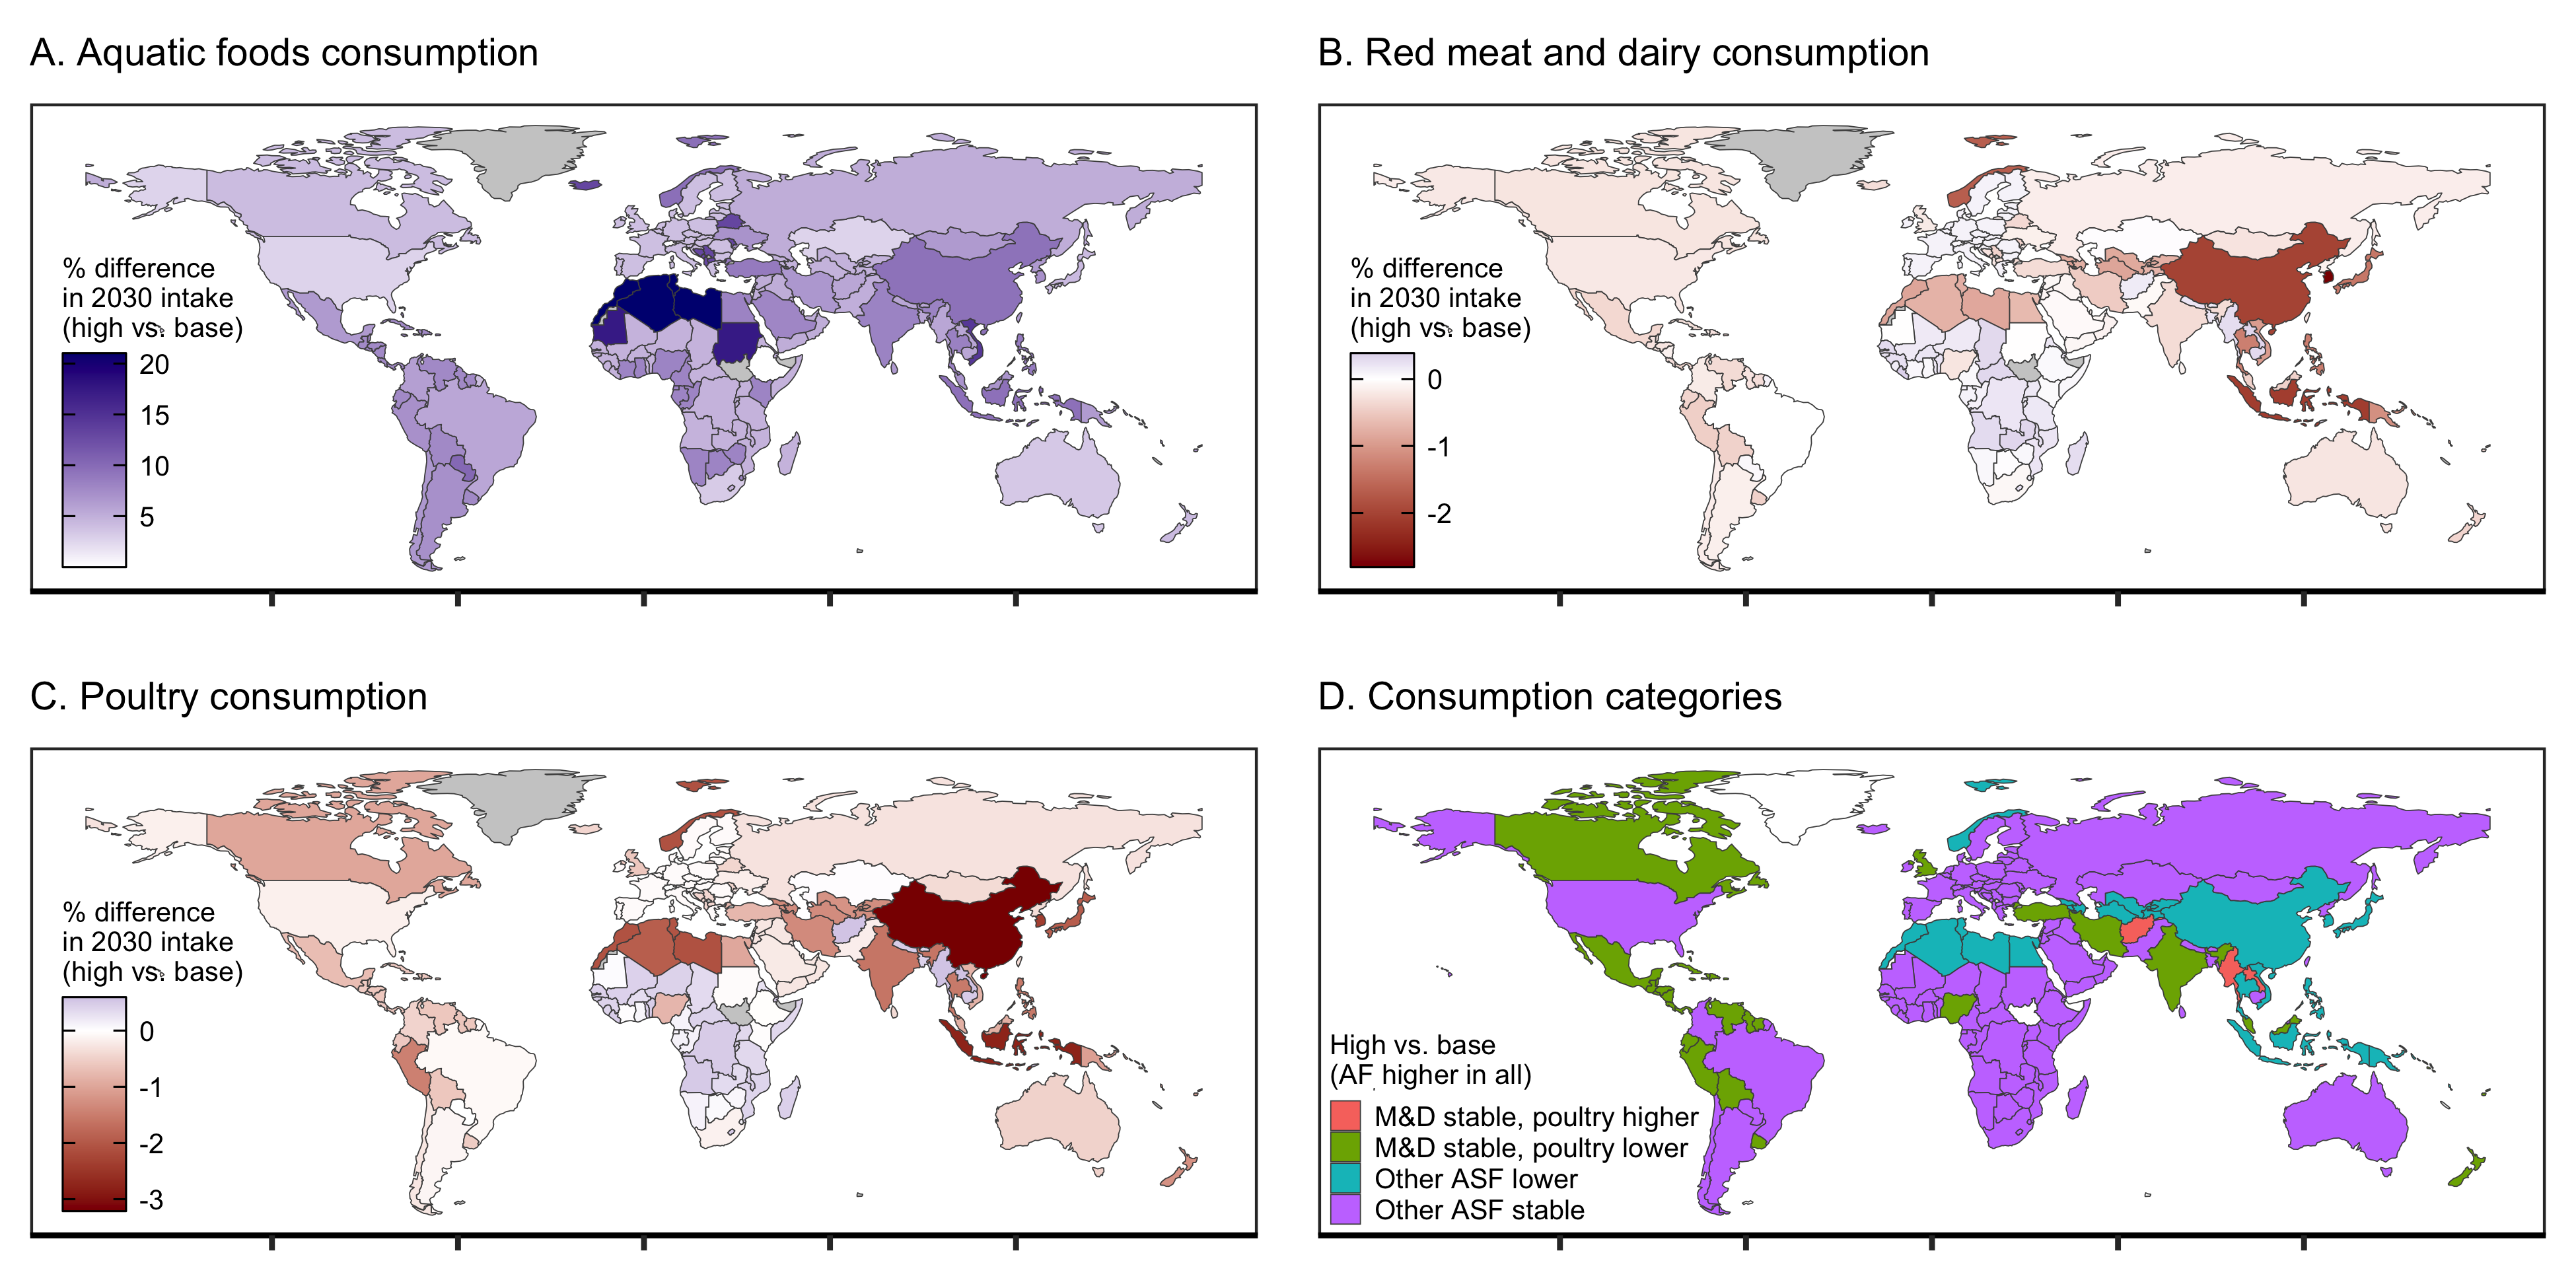 A. Aquatic foods consumption
% difference
in 2030 intake
(high vs. base)
20
15
10
5
B. Red meat and dairy consumption
% difference
in 2030 intake
(high vs. base)
0
-1
-2
C. Poultry consumption
% difference
in 2030 intake
(high vs. base)
0
-1
-2
-3
D. Consumption categories
High vs. base
(AF higher in all)
M&D stable, poultry higher
M&D stable, poultry lower
Other ASF lower
Other ASF stable